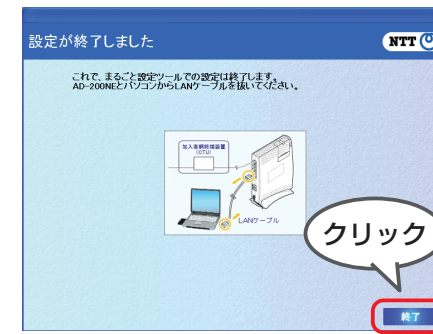 設定が終了しました
NTT
これで、まるごと設定ツールでの設定は終了します。
AD-200NEとパソコンからLANケーブルを抜いてください。
加入者網終端装置
(CTU)
LANケーブル
クリック
終了